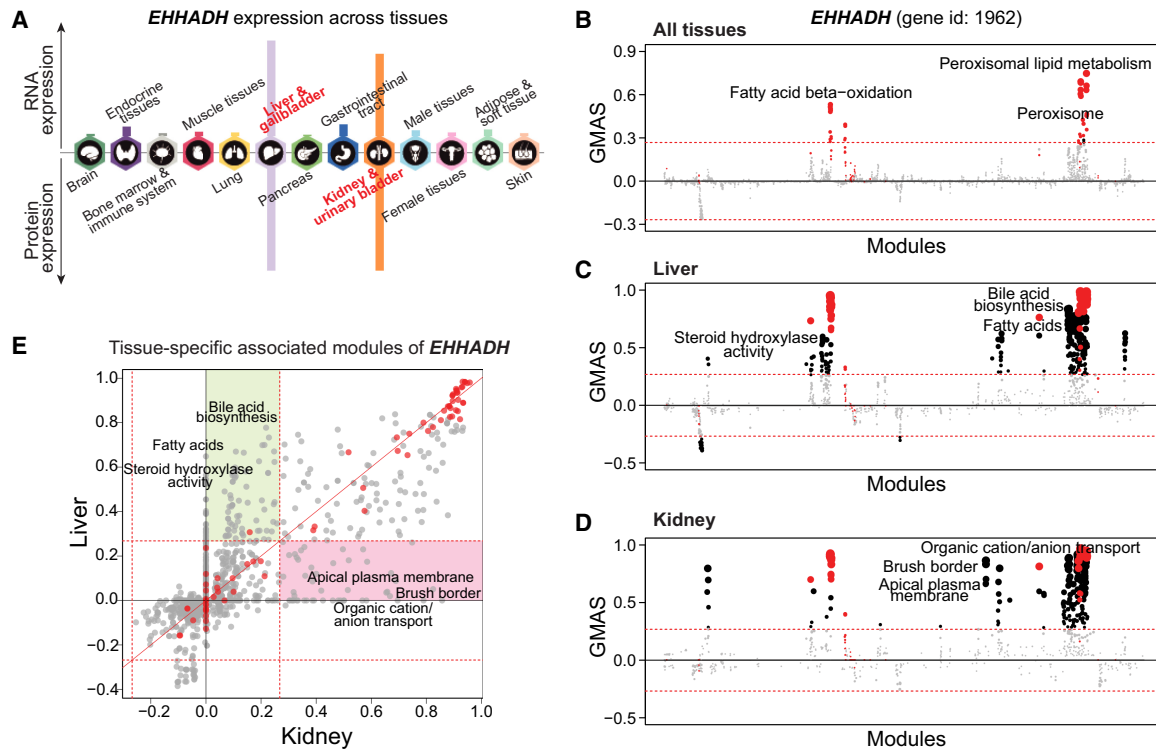 A
EHHADH expression across tissues
RNA
expression
Protein
expression
Endocrine
tissues
Muscle tissues
Liver &
gallbladder
Gastrointestinal
tract
Male tissues
Adipose &
soft tissue
Brain
Bone marrow &
immune system
Lung
Pancreas
Kidney &
urinary bladder
Female tissues
Skin
B
EHHADH (gene id: 1962)
All tissues
0.9
0.6
0.3
0.0
−0.3
GMAS
Fatty acid beta-oxidation
Peroxisomal lipid metabolism
Peroxisome
Modules
C
Liver
1.0
0.5
0.0
−0.5
GMAS
Steroid hydroxylase
activity
Bile acid
biosynthesis
Fatty acids
Modules
D
Kidney
1.0
0.5
0.0
−0.5
GMAS
Organic cation/anion transport
Brush border
Apical plasma
membrane
Modules
E
Tissue-specific associated modules of EHHADH
1.0
0.8
0.6
0.4
0.2
0.0
−0.2
−0.4
Liver
Bile acid
biosynthesis
Fatty acids
Steroid hydroxylase
activity
Apical plasma membrane
Brush border
Organic cation/
anion transport
−0.2 0.0 0.2 0.4 0.6 0.8 1.0
Kidney